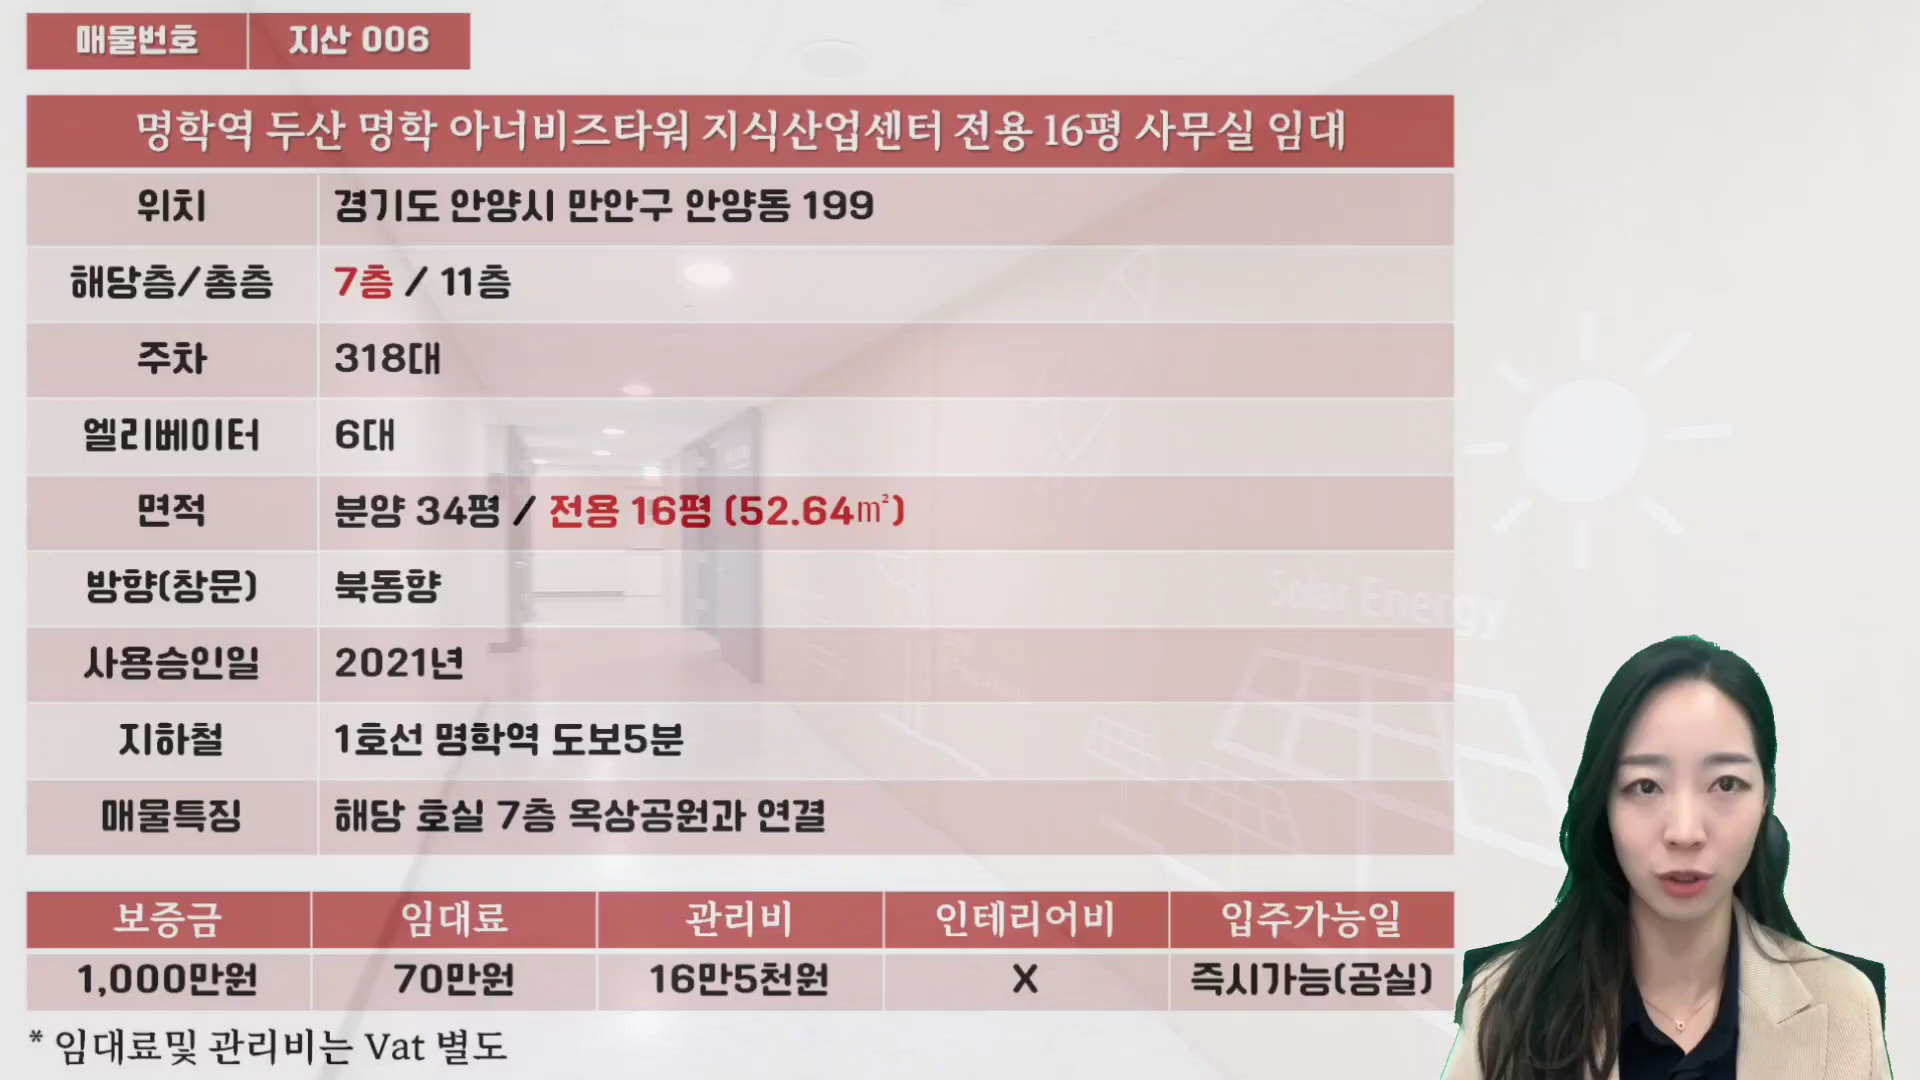 매물번호 지산 006
명학역 두산 명학 아너비즈타워 지식산업센터 전용 16평 사무실 임대
위치 경기도 안양시 만안구 안양동 199
해당층/총층 7층 / 11층
주차 318대
엘리베이터 6대
면적 분양 34평 / 전용 16평 (52.64㎡)
방향(창문) 북동향
Solar Energy
사용승인일 2021년
지하철 1호선 명학역 도보5분
매물특징 해당 호실 7층 옥상공원과 연결
보증금 임대료 관리비 인테리어비 입주가능일
1,000만원 70만원 16만5천원 X 즉시가능(공실)
* 임대료및 관리비는 Vat 별도